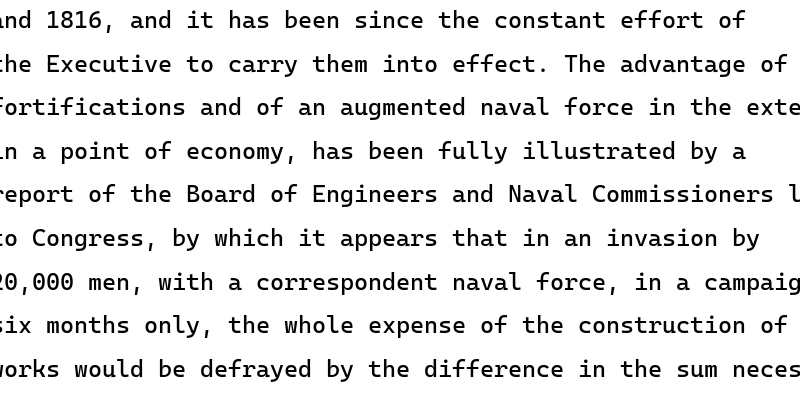 and 1816, and it has been since the constant effort of
the Executive to carry them into effect. The advantage of
fortifications and of an augmented naval force in the
in a point of economy, has been fully illustrated by a
report of the Board of Engineers and Naval Commissioners
to Congress, by which it appears that in an invasion by
20,000 men, with a correspondent naval force, in a
six months only, the whole expense of the construction of
works would be defrayed by the difference in the sum